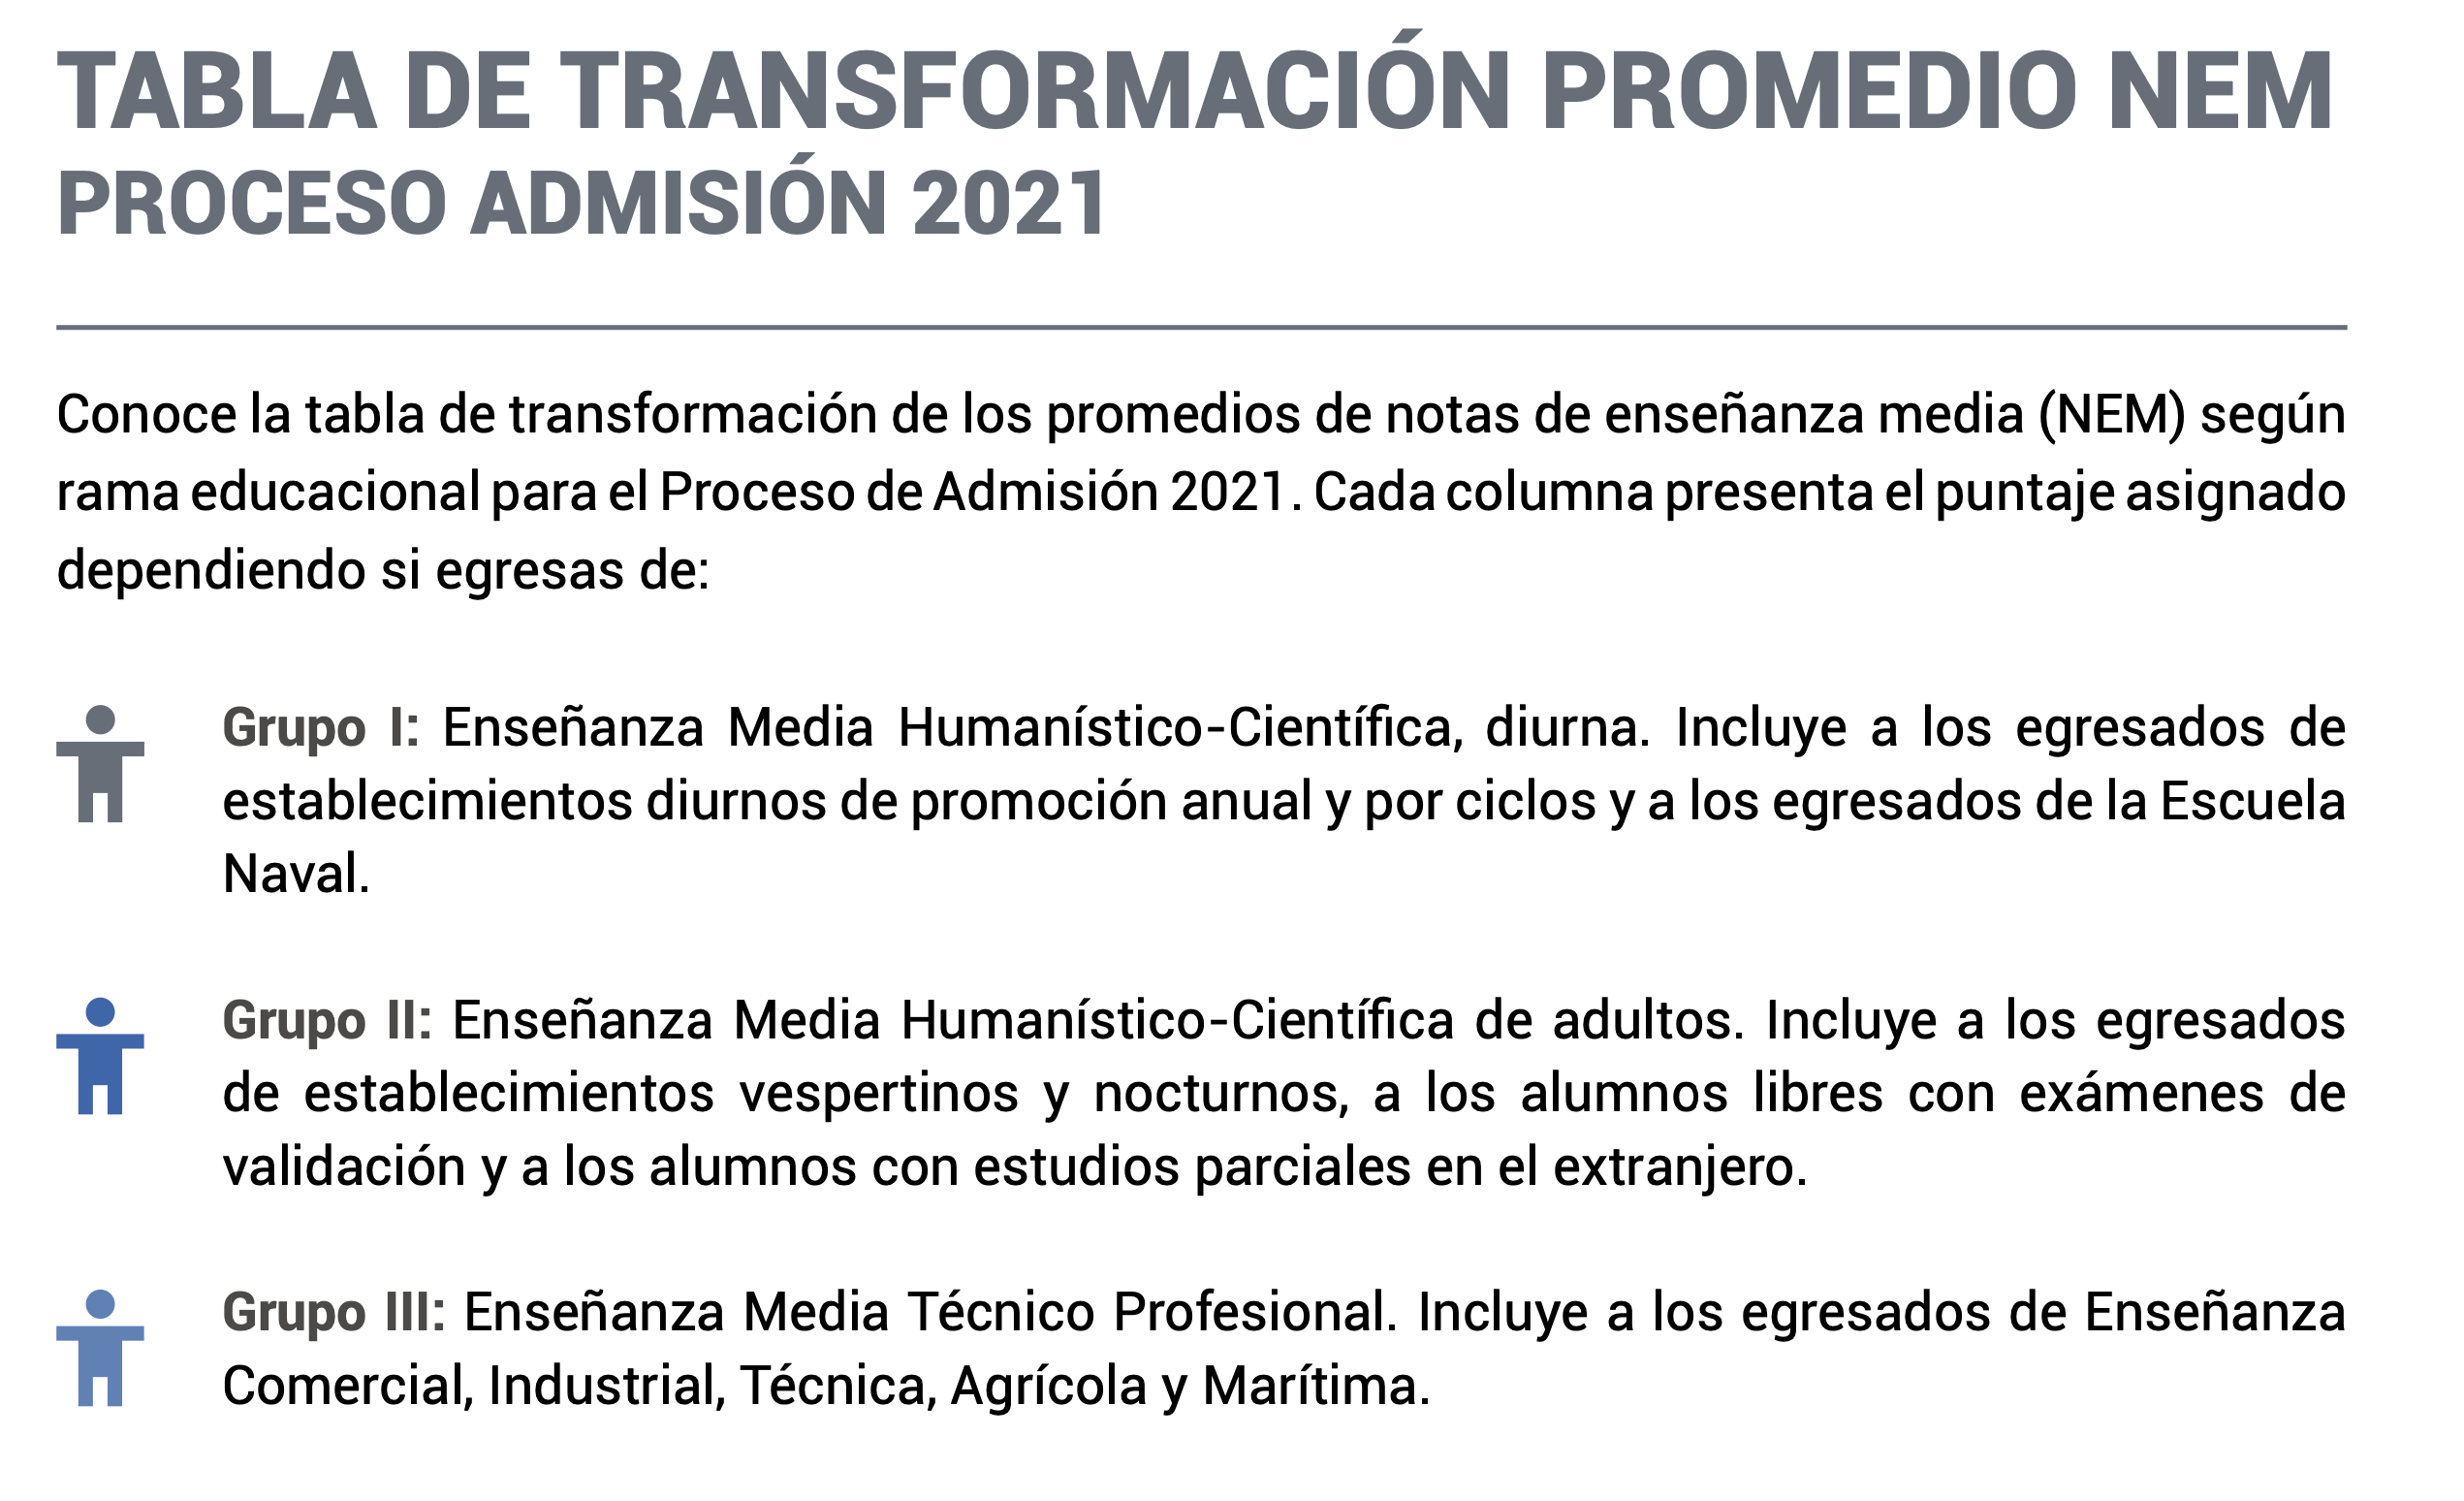 TABLA DE TRANSFORMACIÓN PROMEDIO NEM
PROCESO ADMISIÓN 2021
Conoce la tabla de transformación de los promedios de notas de enseñanza media (NEM) según
rama educacional para el Proceso de Admisión 2021. Cada columna presenta el puntaje asignado
dependiendo si egresas de:
Grupo I: Enseñanza Media Humanístico-Científica, diurna. Incluye a los egresados de
establecimientos diurnos de promoción anual y por ciclos y a los egresados de la Escuela
Naval.
Grupo II: Enseñanza Media Humanístico-Científica de adultos. Incluye a los egresados
de establecimientos vespertinos y nocturnos, a los alumnos libres con exámenes de
validación y a los alumnos con estudios parciales en el extranjero.
Grupo III: Enseñanza Media Técnico Profesional. Incluye a los egresados de Enseñanza
Comercial, Industrial, Técnica, Agrícola y Marítima.